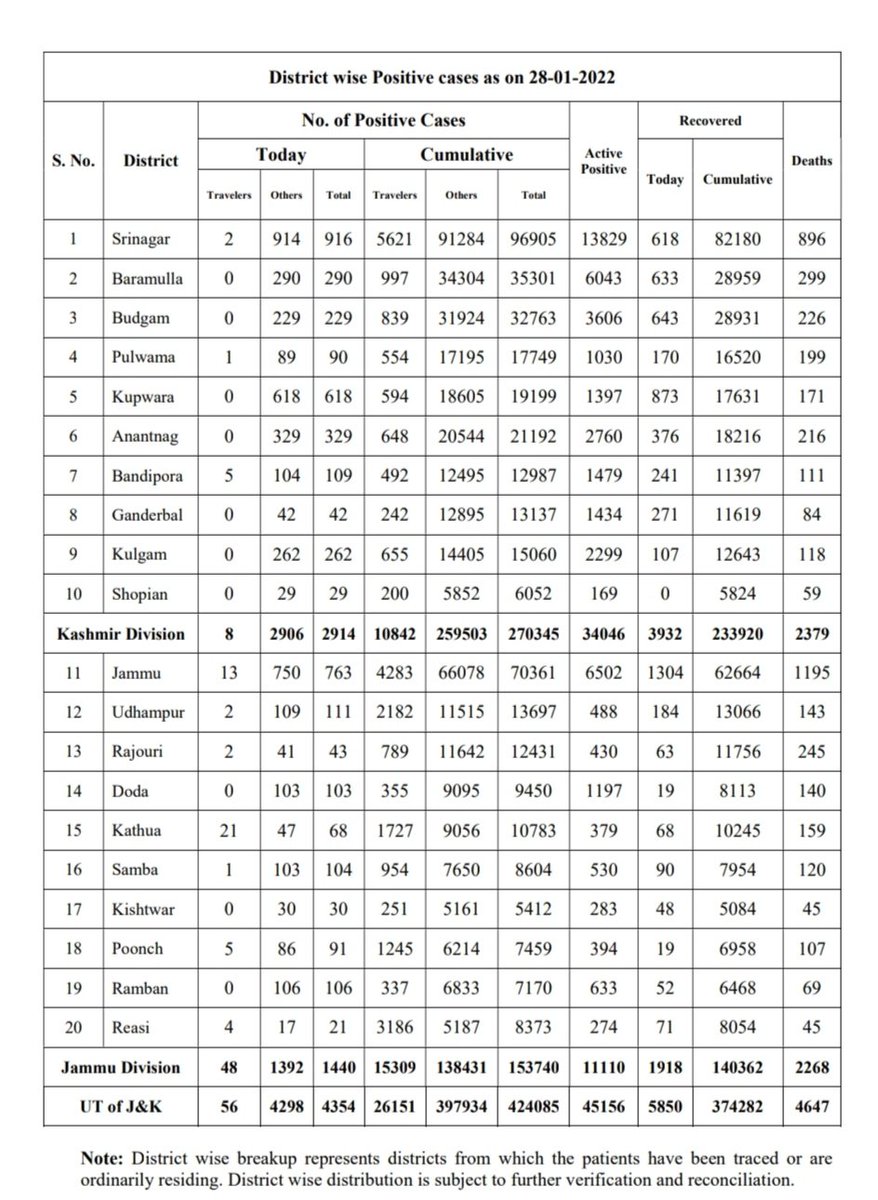 District wise Positive cases as on 28-01-2022
S. No. District No. of Positive Cases Active Positive Recovered Deaths
Today Cumulative Today Cumulative
Travelers Others Total Travelers Others Total
1 Srinagar 2 914 916 5621 91284 96905 13829 618 82180 896
2 Baramulla 0 290 290 997 34304 35301 6043 633 28959 299
3 Budgam 0 229 229 839 31924 32763 3606 643 28931 226
4 Pulwama 1 89 90 554 17195 17749 1030 170 16520 199
5 Kupwara 0 618 618 594 18605 19199 1397 873 17631 171
6 Anantnag 0 329 329 648 20544 21192 2760 376 18216 216
7 Bandipora 5 104 109 492 12495 12987 1479 241 11397 111
8 Ganderbal 0 42 42 242 12895 13137 1434 271 11619 84
9 Kulgam 0 262 262 655 14405 15060 2299 107 12643 118
10 Shopian 0 29 29 200 5852 6052 169 0 5824 59
Kashmir Division 8 2906 2914 10842 259503 270345 34046 3932 233920 2379
11 Jammu 13 750 763 4283 66078 70361 6502 1304 62664 1195
12 Udhampur 2 109 111 2182 11515 13697 488 184 13066 143
13 Rajouri 2 41 43 789 11642 12431 430 63 11756 245
14 Doda 0 103 103 355 9095 9450 1197 19 8113 140
15 Kathua 21 47 68 1727 9056 10783 379 68 10245 159
16 Samba 1 103 104 954 7650 8604 530 90 7954 120
17 Kishtwar 0 30 30 251 5161 5412 283 48 5084 45
18 Poonch 5 86 91 1245 6214 7459 394 19 6958 107
19 Ramban 0 106 106 337 6833 7170 633 52 6468 69
20 Reasi 4 17 21 3186 5187 8373 274 71 8054 45
Jammu Division 48 1392 1440 15309 138431 153740 11110 1918 140362 2268
UT of J&K 56 4298 4354 26151 397934 424085 45156 5850 374282 4647
Note: District wise breakup represents districts from which the patients have been traced or are
ordinarily residing. District wise distribution is subject to further verification and reconciliation.